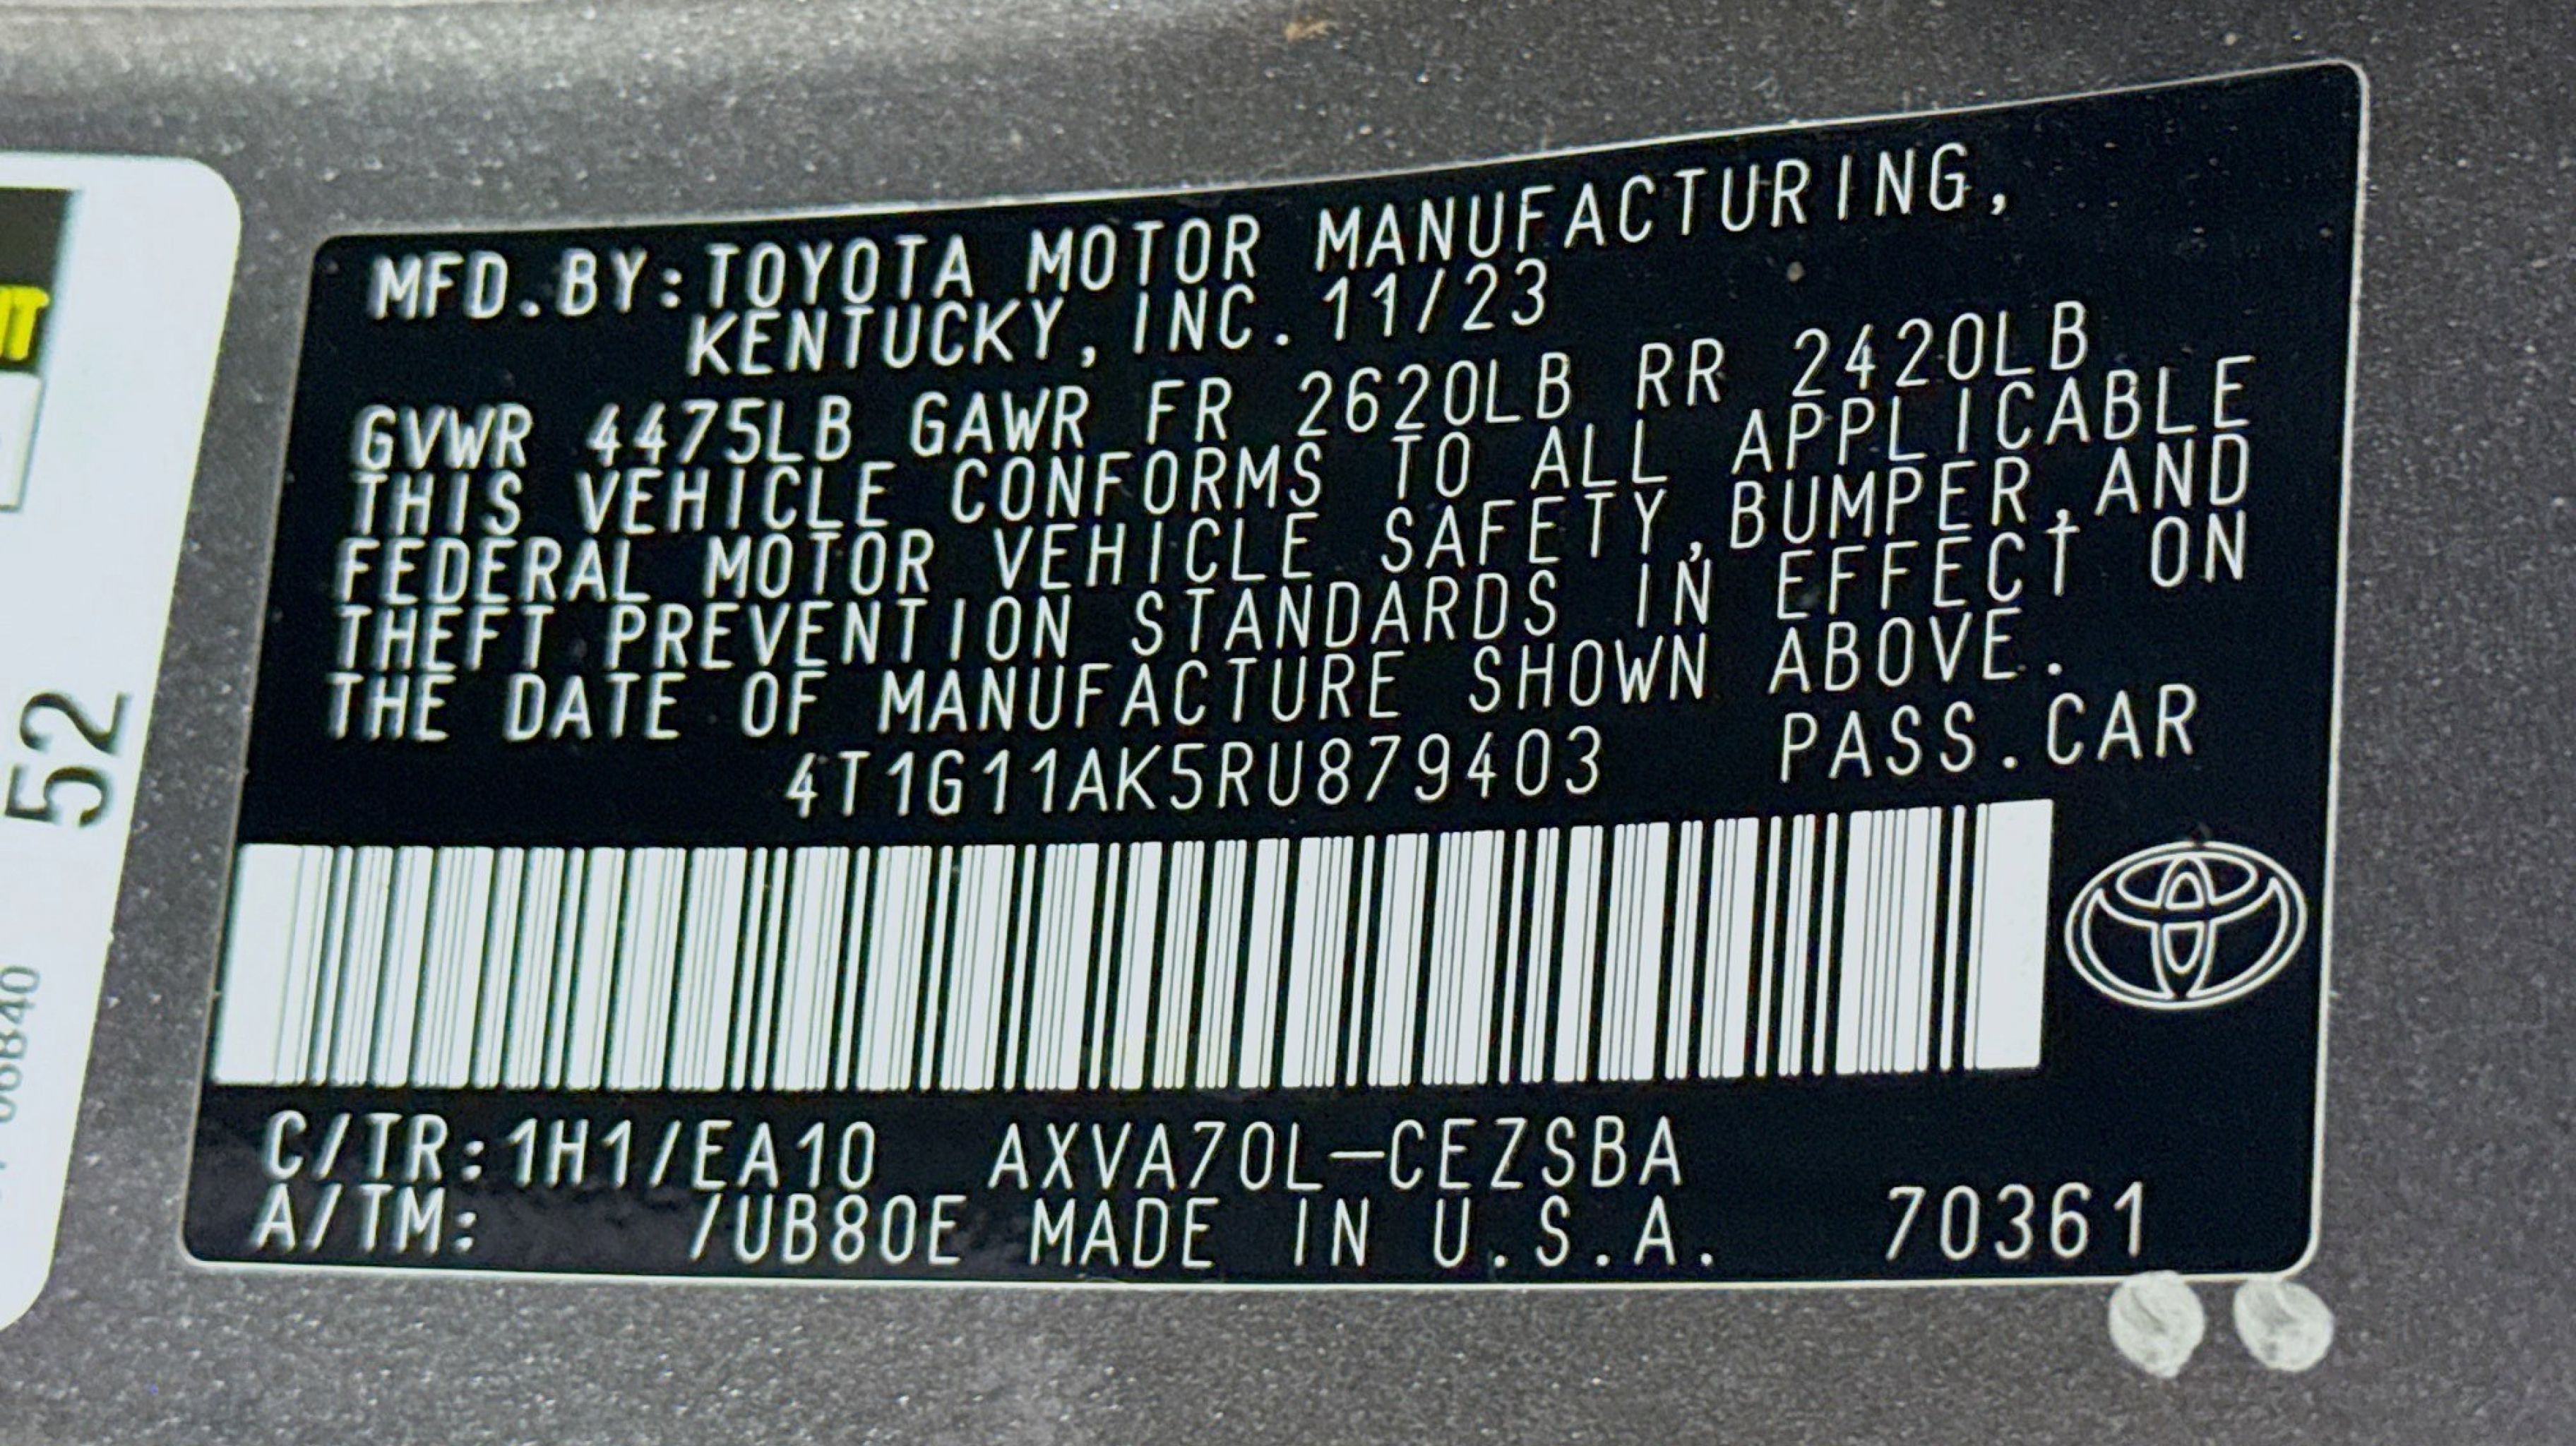 MFD.BY:TOYOTA MOTOR MANUFACTURING,
KENTUCKY, INC. 11/23
GVWR 4475LB GAWR FR 2620LB RR 2420LB
THIS VEHICLE CONFORMS TO ALL APPLICABLE
FEDERAL MOTOR VEHICLE SAFETY,BUMPER,AND
THEFT PREVENTION STANDARDS IN EFFECT ON
THE DATE OF MANUFACTURE SHOWN ABOVE.
4T1G11AK5RU879403 PASS.CAR
C/TR:1H1/EA10 AXVA70L-CEZSBA
A/TM: /UB80E MADE IN U.S.A. 70361
52